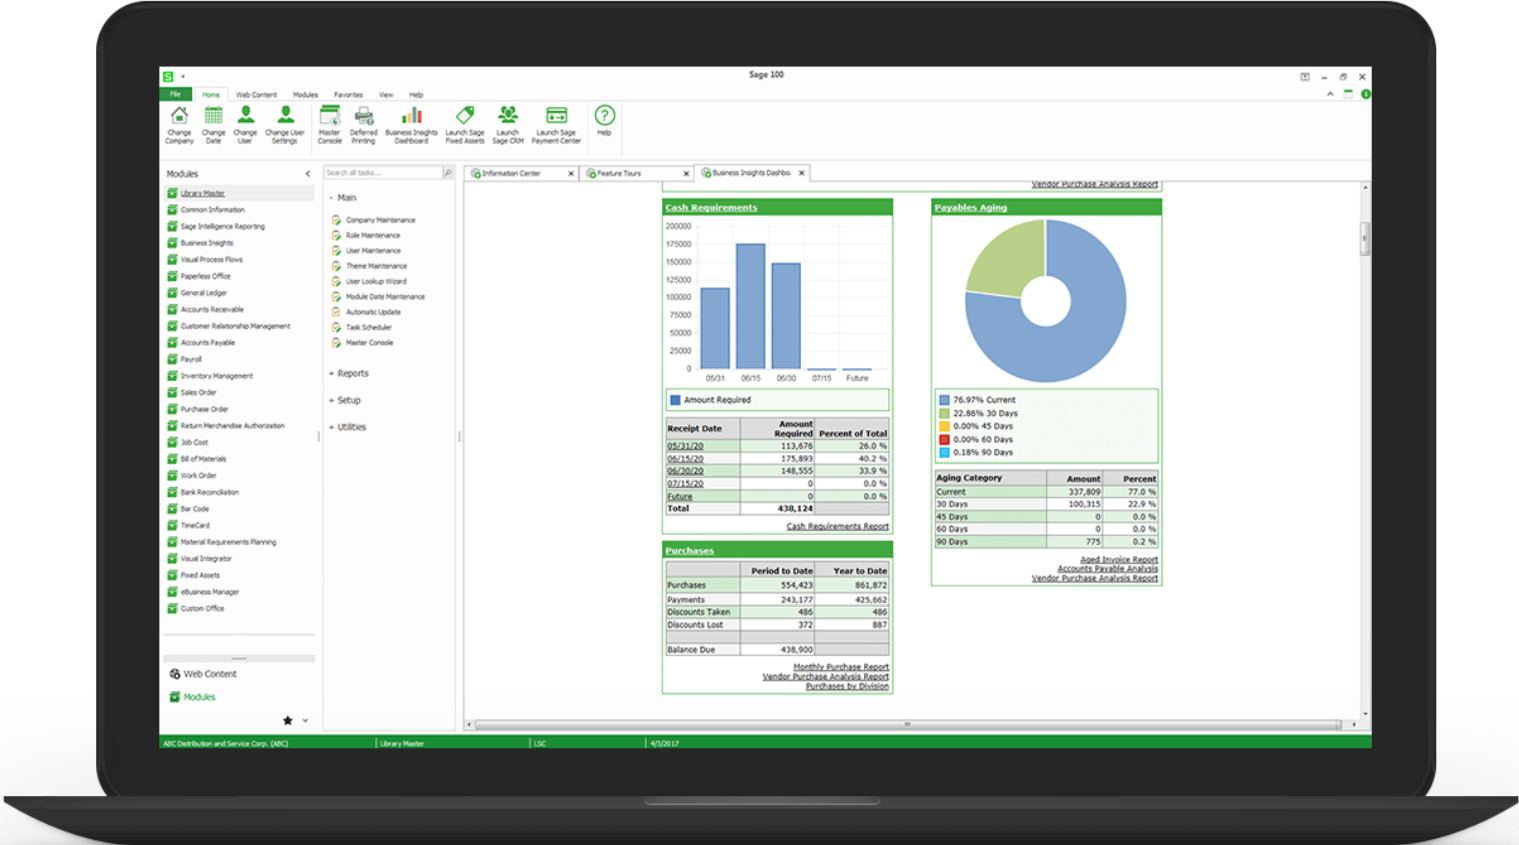 S
Sage 100
File Home Web Content Modules Favorites View Help
Change Company
Change Date
Change User
Change User Settings
Master Console
Deferred Printing
Business Insights Dashboard
Launch Sage Fixed Assets
Launch Sage CRM
Launch Sage Payment Center
Help
Modules
Library Master
Common Information
Sage Intelligence Reporting
Business Insights
Visual Process Flows
Paperless Office
General Ledger
Accounts Receivable
Customer Relationship Management
Accounts Payable
Payroll
Inventory Management
Sales Order
Purchase Order
Return Merchandise Authorization
Job Cost
Bill of Materials
Work Order
Bank Reconciliation
Bar Code
TimeCard
Material Requirements Planning
Visual Integrator
Fixed Assets
eBusiness Manager
Custom Office
Web Content
Modules
Search all tasks...
- Main
Company Maintenance
Role Maintenance
User Maintenance
Theme Maintenance
User Lookup Wizard
Module Date Maintenance
Automatic Update
Task Scheduler
Master Console
+ Reports
+ Setup
+ Utilities
Information Center
Feature Tours
Business Insights Dashbo
Vendor Purchase Analysis Report
Cash Requirements
200000
175000
150000
125000
100000
75000
50000
25000
0
05/31 06/15 06/30 07/15 Future
Amount Required
Receipt Date Amount Required Percent of Total
05/31/20 113,676 26.0 %
06/15/20 175,893 40.2 %
06/30/20 148,555 33.9 %
07/15/20 0 0.0 %
Future 0 0.0 %
Total 438,124
Cash Requirements Report
Purchases
Period to Date Year to Date
Purchases 554,423 861,872
Payments 243,177 425,662
Discounts Taken 486 486
Discounts Lost 372 887
Balance Due 438,900
Monthly Purchase Report
Vendor Purchase Analysis Report
Purchases by Division
Payables Aging
76.97% Current
22.86% 30 Days
0.00% 45 Days
0.00% 60 Days
0.18% 90 Days
Aging Category Amount Percent
Current 337,809 77.0 %
30 Days 100,315 22.9 %
45 Days 0 0.0 %
60 Days 0 0.0 %
90 Days 775 0.2 %
Aged Invoice Report
Accounts Payable Analysis
Vendor Purchase Analysis Report
ABC Distribution and Service Corp. (ABC) Library Master LSC 4/3/2017